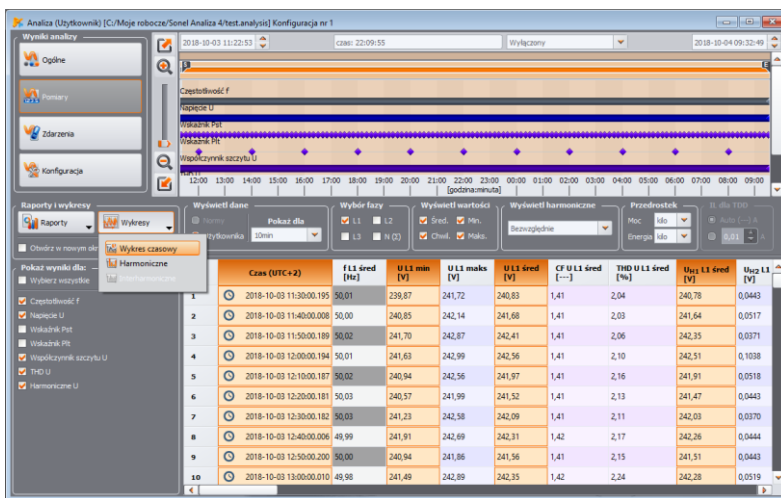 Analiza (Użytkownik) [C:/Moje robocze/Sonel Analiza 4/test.analysis] Konfiguracja nr 1
Wyniki analizy
Ogólne
Pomiary
Zdarzenia
Konfiguracja
2018-10-03 11:22:53
czas: 22:09:55
Wyłączony
2018-10-04 09:32:49
S
E
Częstotliwość f
Napięcie U
Wskaźnik Pst
Wskaźnik Plt
Współczynnik szczytu U
THD U
12:00 13:00 14:00 15:00 16:00 17:00 18:00 19:00 20:00 21:00 22:00 23:00 00:00 01:00 02:00 03:00 04:00 05:00 06:00 07:00 08:00 09:00
[godzina:minuta]
Raporty i wykresy
Raporty
Wykresy
Otwórz w nowym okn
Wykres czasowy
Harmoniczne
Interharmoniczne
Wyświetl dane
Normy
Pokaż dla
Użytkownika
10min
Wybór fazy
L1 L2
L3 N (Σ)
Wyświetl wartości
Śred. Min.
Chwil. Maks.
Wyświetl harmoniczne
Bezwzględnie
Przedrostek
Moc kilo
Energia kilo
IL dla TDD
Auto (---) A
0,01 A
Pokaż wyniki dla:
Wybierz wszystkie
Częstotliwość f
Napięcie U
Wskaźnik Pst
Wskaźnik Plt
Współczynnik szczytu U
THD U
Harmoniczne U
Czas (UTC+2) f L1 śred [Hz] U L1 min [V] U L1 maks [V] U L1 śred [V] CF U L1 śred [---] THD U L1 śred [%] UH1 L1 śred [V] UH2 L1 [V]
1 2018-10-03 11:30:00.195 50,01 239,87 241,72 240,83 1,41 2,04 240,78 0,0443
2 2018-10-03 11:40:00.008 50,00 240,85 242,14 241,68 1,41 2,03 241,64 0,0517
3 2018-10-03 11:50:00.189 50,02 241,70 242,87 242,41 1,41 2,06 242,35 0,0371
4 2018-10-03 12:00:00.194 50,01 241,63 242,99 242,56 1,41 2,10 242,51 0,1038
5 2018-10-03 12:10:00.187 50,02 240,94 242,56 241,97 1,41 2,16 241,91 0,0518
6 2018-10-03 12:20:00.181 50,03 240,57 241,99 241,52 1,41 2,13 241,47 0,0443
7 2018-10-03 12:30:00.182 50,03 241,23 242,58 242,09 1,41 2,11 242,03 0,0370
8 2018-10-03 12:40:00.006 49,99 241,91 242,69 242,31 1,42 2,17 242,26 0,0444
9 2018-10-03 12:50:00.200 50,00 240,94 241,86 241,56 1,41 2,15 241,51 0,0443
10 2018-10-03 13:00:00.010 49,98 241,49 242,89 242,35 1,42 2,24 242,28 0,0519